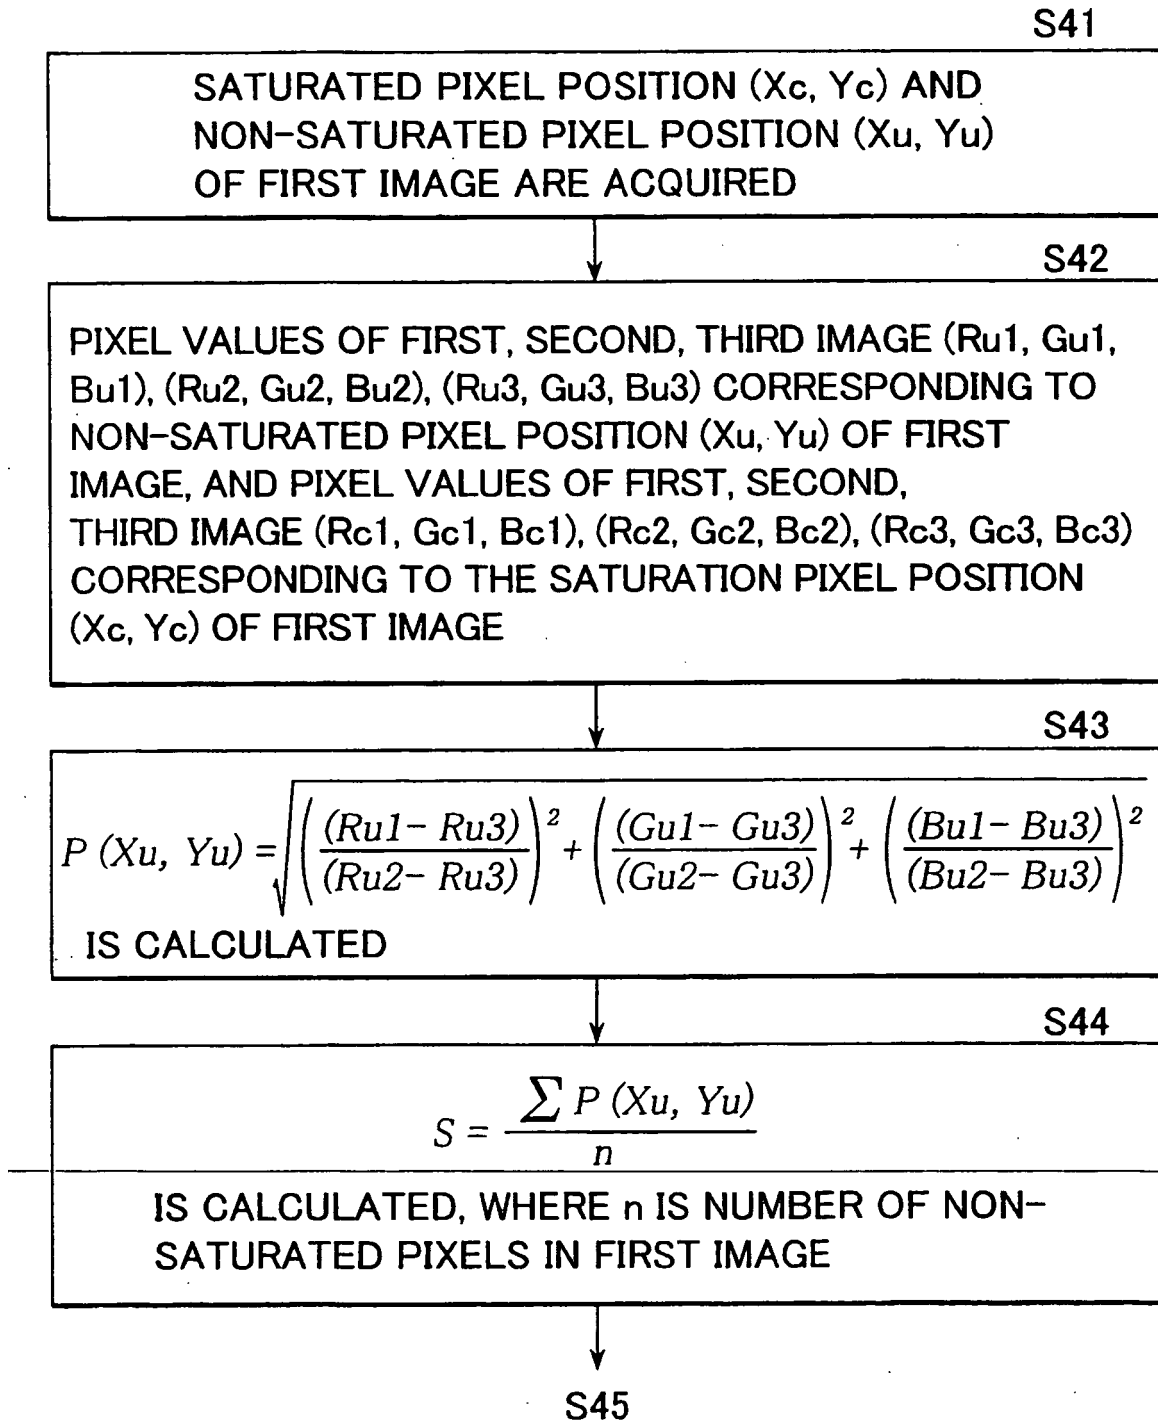 S41
SATURATED PIXEL POSITION (Xc, Yc) AND
NON-SATURATED PIXEL POSITION (Xu, Yu)
OF FIRST IMAGE ARE ACQUIRED
S42
PIXEL VALUES OF FIRST, SECOND, THIRD IMAGE (Ru1, Gu1,
Bu1), (Ru2, Gu2, Bu2), (Ru3, Gu3, Bu3) CORRESPONDING TO
NON-SATURATED PIXEL POSITION (Xu, Yu) OF FIRST
IMAGE, AND PIXEL VALUES OF FIRST, SECOND,
THIRD IMAGE (Rc1, Gc1, Bc1), (Rc2, Gc2, Bc2), (Rc3, Gc3, Bc3)
CORRESPONDING TO THE SATURATION PIXEL POSITION
(Xc, Yc) OF FIRST IMAGE
S43
P (Xu, Yu) = √(((Ru1- Ru3)/(Ru2- Ru3))² + ((Gu1- Gu3)/(Gu2- Gu3))² + ((Bu1- Bu3)/(Bu2- Bu3))²)
IS CALCULATED
S44
S = ∑ P (Xu, Yu) / n
IS CALCULATED, WHERE n IS NUMBER OF NON-
SATURATED PIXELS IN FIRST IMAGE
S45